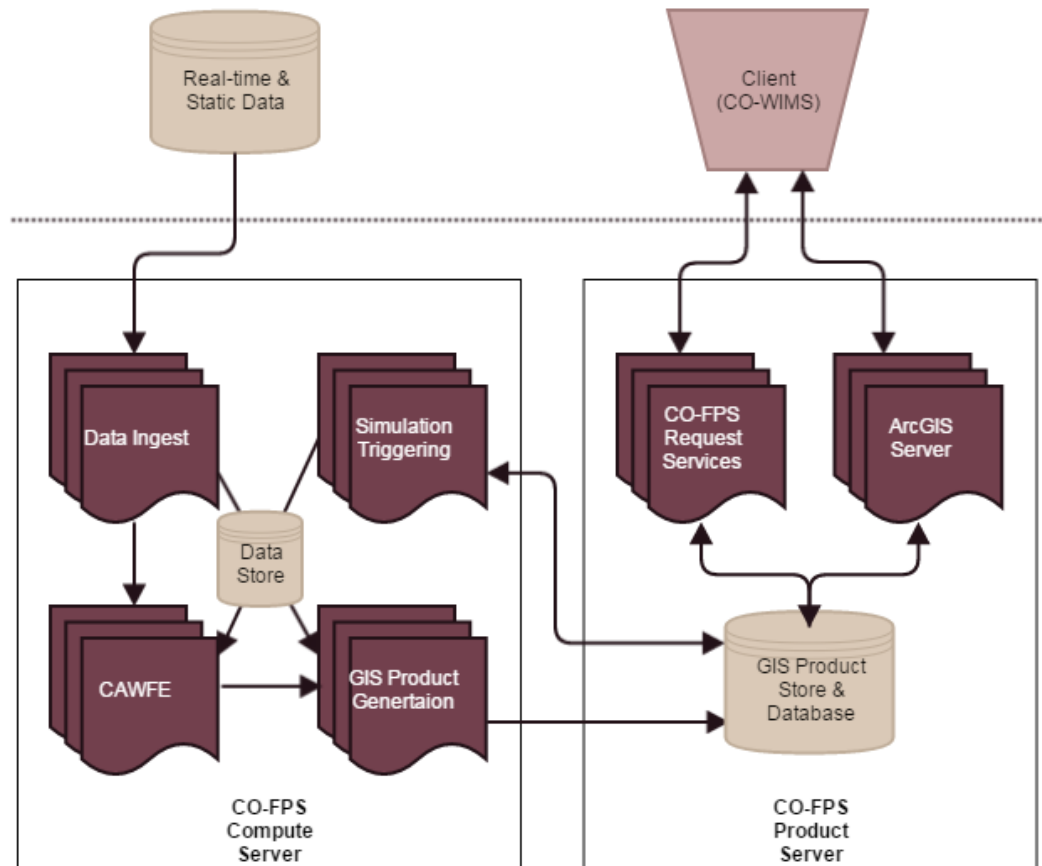 Real-time &
Static Data
Client
(CO-WIMS)
Data Ingest
Simulation
Triggering
CO-FPS
Request
Services
ArcGIS
Server
Data
Store
CAWFE
GIS Product
Genertaion
GIS Product
Store &
Database
CO-FPS
Compute
Server
CO-FPS
Product
Server